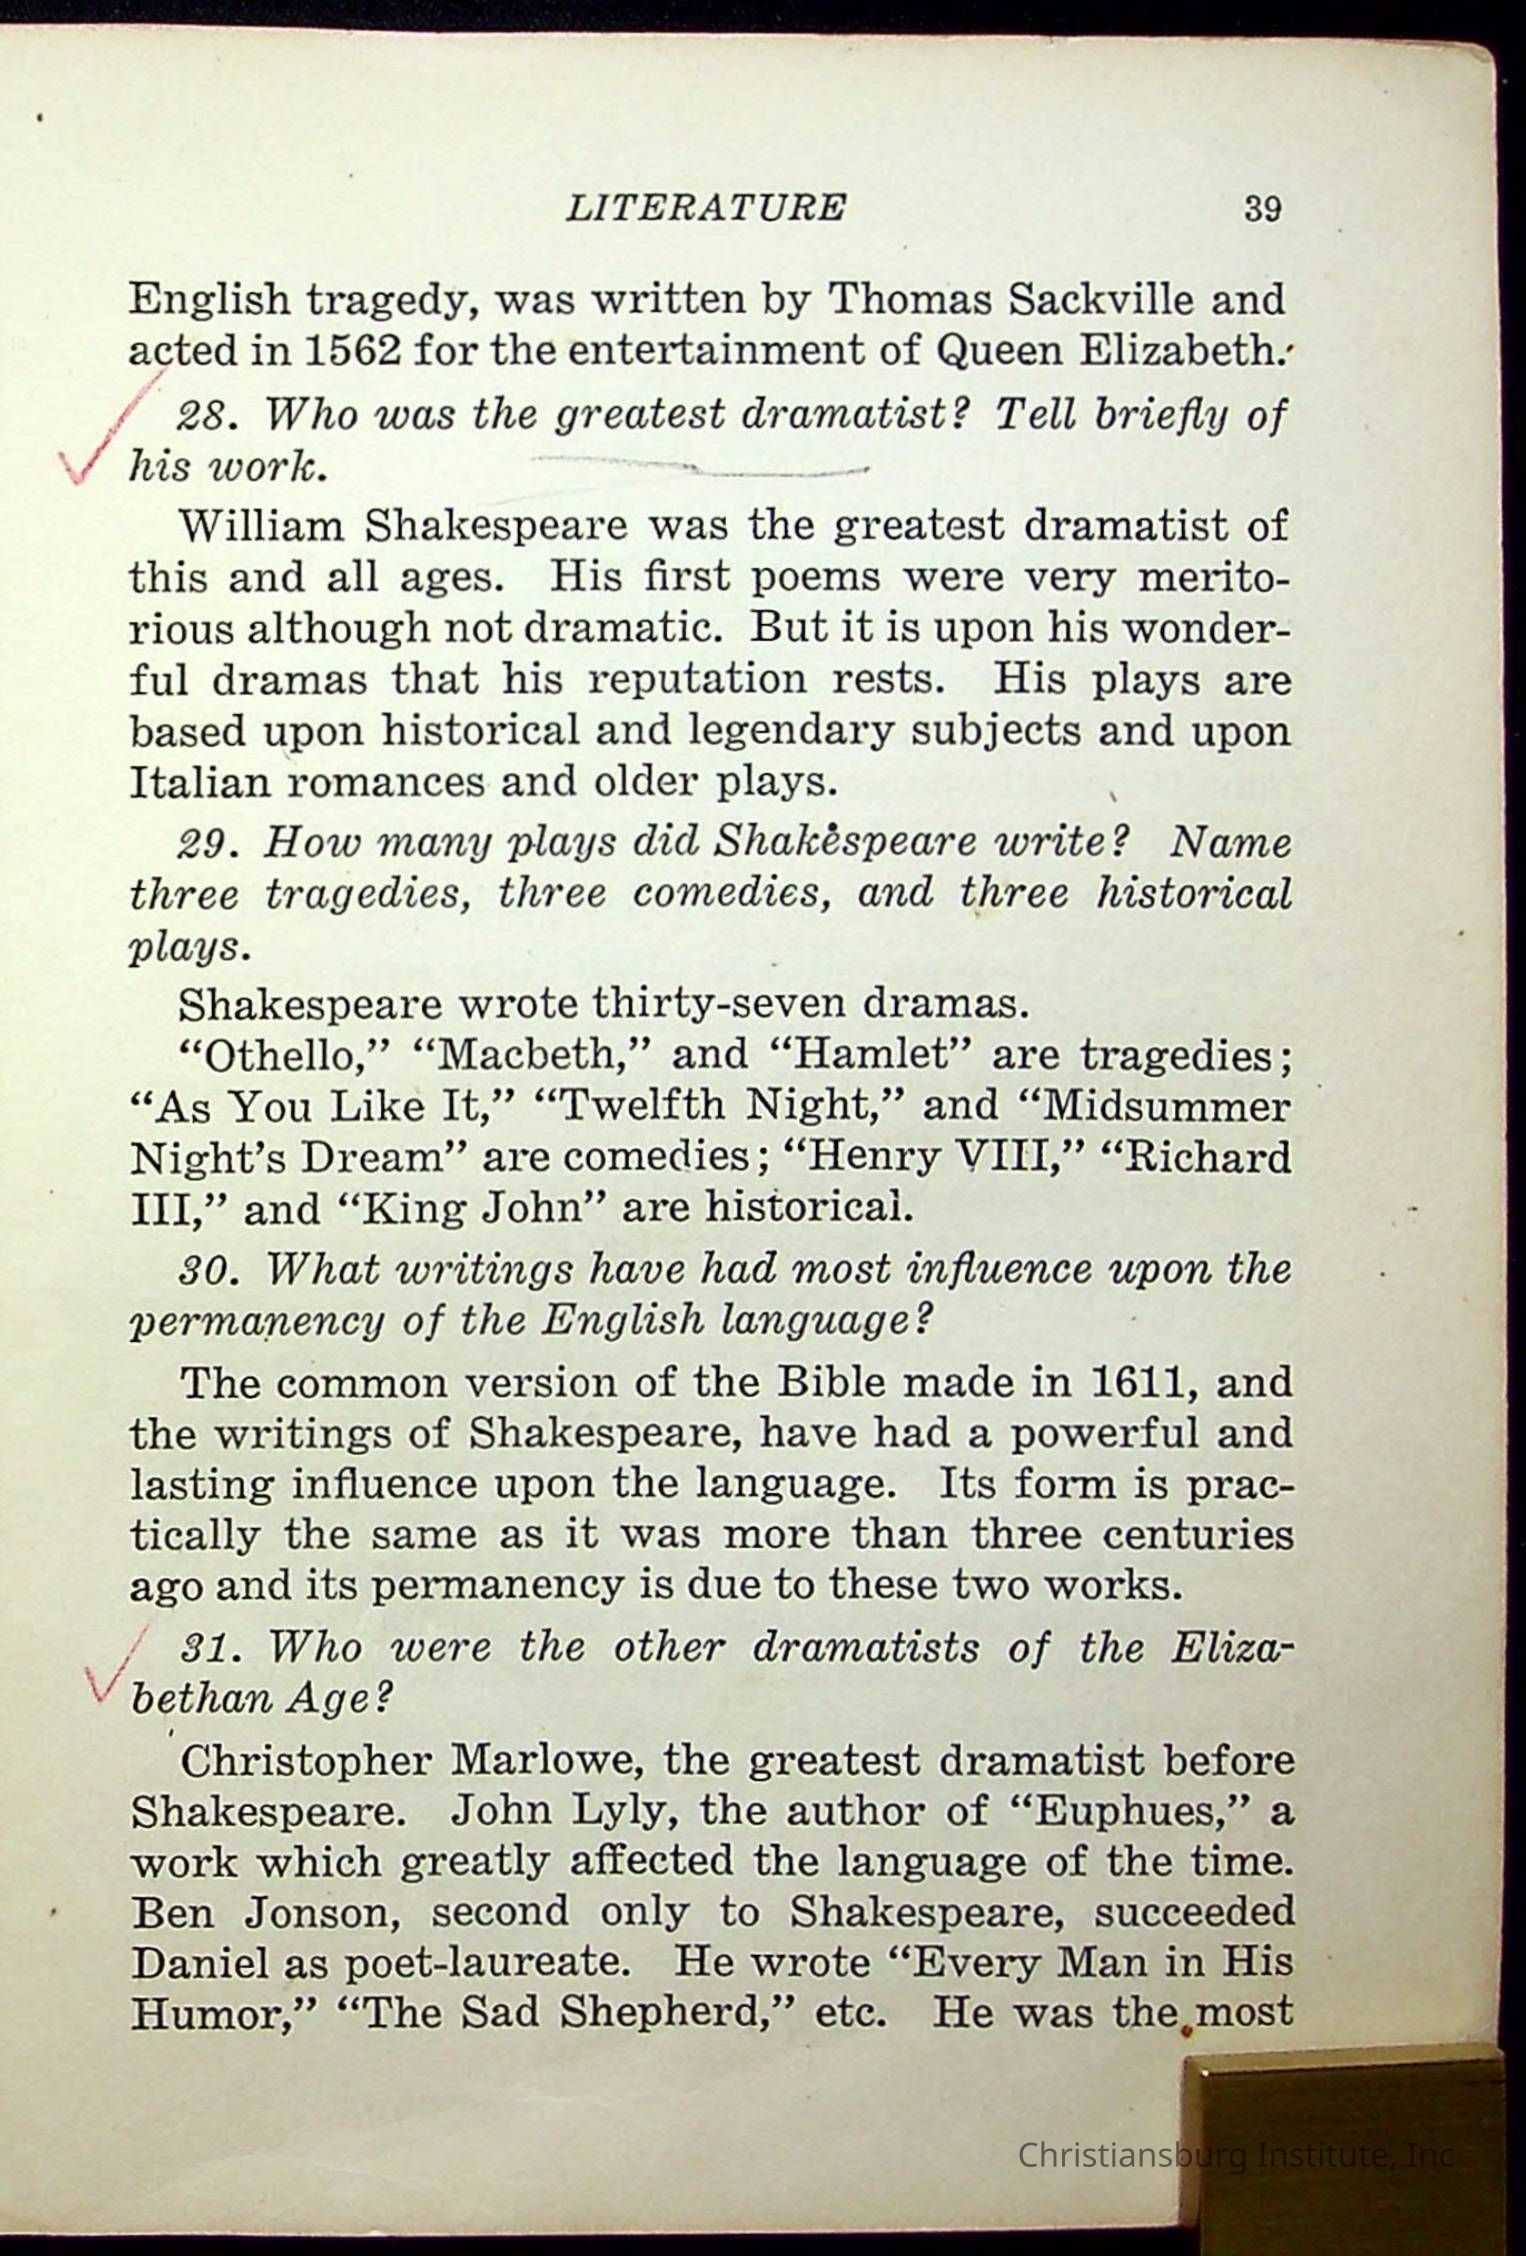 LITERATURE 39
English tragedy, was written by Thomas Sackville and
acted in 1562 for the entertainment of Queen Elizabeth.
28. Who was the greatest dramatist? Tell briefly of
his work.
William Shakespeare was the greatest dramatist of
this and all ages. His first poems were very merito-
rious although not dramatic. But it is upon his wonder-
ful dramas that his reputation rests. His plays are
based upon historical and legendary subjects and upon
Italian romances and older plays.
29. How many plays did Shakespeare write? Name
three tragedies, three comedies, and three historical
plays.
Shakespeare wrote thirty-seven dramas.
“Othello,” “Macbeth,” and “Hamlet” are tragedies;
“As You Like It,” “Twelfth Night,” and “Midsummer
Night’s Dream” are comedies; “Henry VIII,” “Richard
III,” and “King John” are historical.
30. What writings have had most influence upon the
permanency of the English language?
The common version of the Bible made in 1611, and
the writings of Shakespeare, have had a powerful and
lasting influence upon the language. Its form is prac-
tically the same as it was more than three centuries
ago and its permanency is due to these two works.
31. Who were the other dramatists of the Eliza-
bethan Age?
Christopher Marlowe, the greatest dramatist before
Shakespeare. John Lyly, the author of “Euphues,” a
work which greatly affected the language of the time.
Ben Jonson, second only to Shakespeare, succeeded
Daniel as poet-laureate. He wrote “Every Man in His
Humor,” “The Sad Shepherd,” etc. He was the most
Christiansburg Institute, Inc